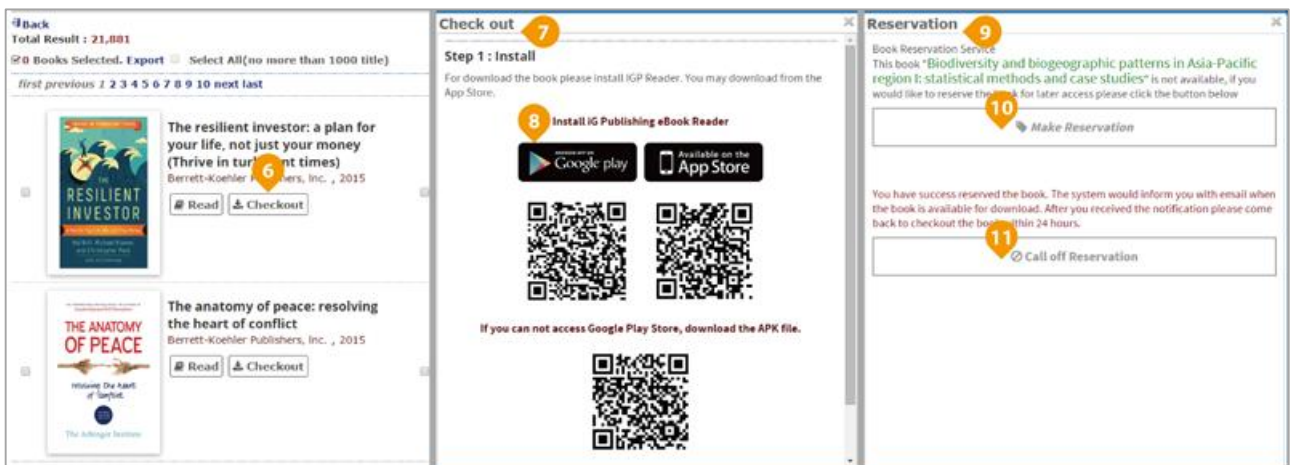 Back
Total Result : 21,881
0 Books Selected. Export Select All(no more than 1000 title)
first previous 1 2 3 4 5 6 7 8 9 10 next last
THE
RESILIENT
INVESTOR
The resilient investor: a plan for
your life, not just your money
(Thrive in turbulent times)
Berrett-Koehler Publishers, Inc. , 2015
6
Read
Checkout
THE ANATOMY
OF PEACE
resolving the heart
of conflict
The Arbinger Institute
The anatomy of peace: resolving
the heart of conflict
Berrett-Koehler Publishers, Inc. , 2015
Read
Checkout
Check out
7
Step 1 : Install
For download the book please install IGP Reader. You may download from the
App Store.
8
Install iG Publishing eBook Reader
Google play
Available on the
App Store
If you can not access Google Play Store, download the APK file.
Reservation
9
Book Reservation Service
This book "Biodiversity and biogeographic patterns in Asia-Pacific
region I: statistical methods and case studies" is not available, if you
would like to reserve the book for later access please click the button below
10
Make Reservation
You have success reserved the book. The system would inform you with email when
the book is available for download. After you received the notification please come
back to checkout the book within 24 hours.
11
Call off Reservation